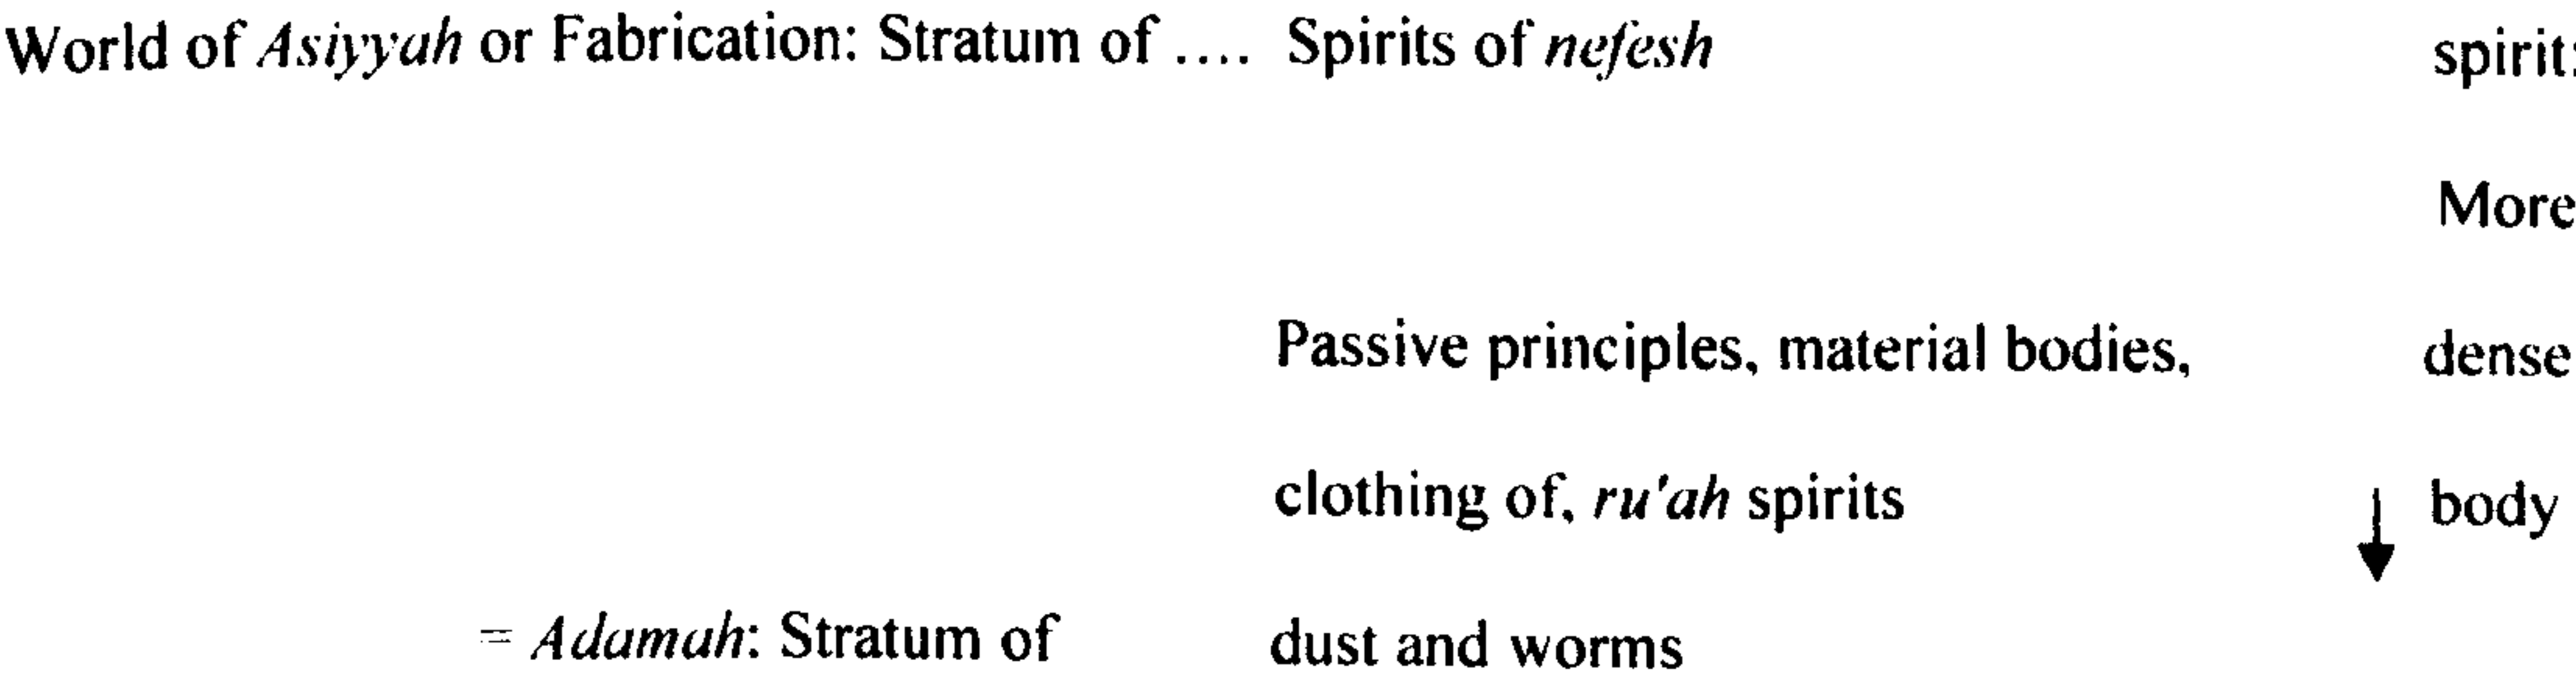 World of Asiyyah or Fabrication: Stratum of .... Spirits of nefesh
More
Passive principles, material bodies, dense
clothing of, ru'ah spirits ↓ body
= Adamah: Stratum of dust and worms